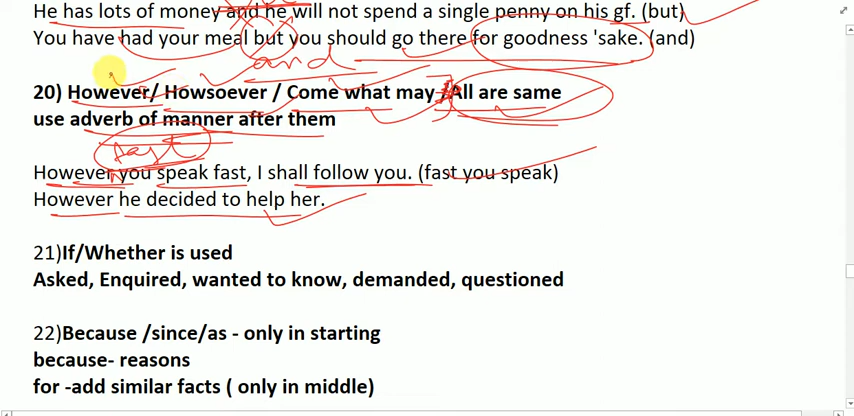 He has lots of money and he will not spend a single penny on his gf. (but)
You have had your meal but you should go there for goodness 'sake. (and)
and
20) However/ Howsoever / Come what may / All are same
use adverb of manner after them
fast
However you speak fast, I shall follow you. (fast you speak)
However he decided to help her.
21)If/Whether is used
Asked, Enquired, wanted to know, demanded, questioned
22)Because /since/as - only in starting
because- reasons
for -add similar facts ( only in middle)